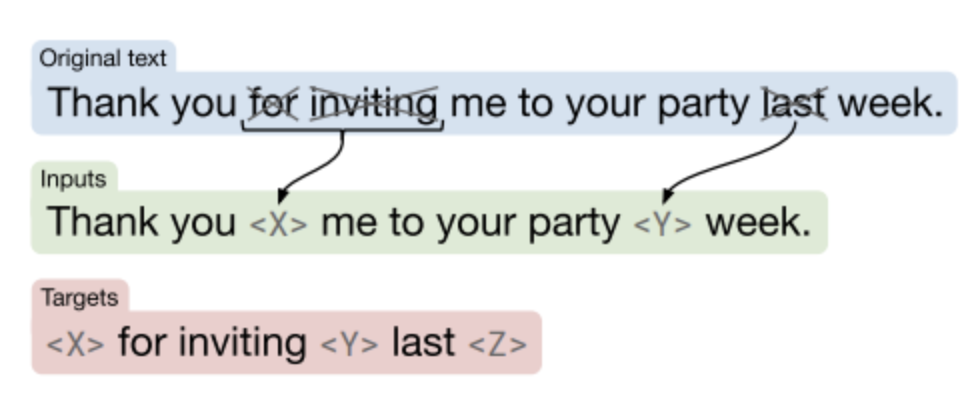 Original text
Thank you for inviting me to your party last week.
Inputs
Thank you <X> me to your party <Y> week.
Targets
<X> for inviting <Y> last <Z>